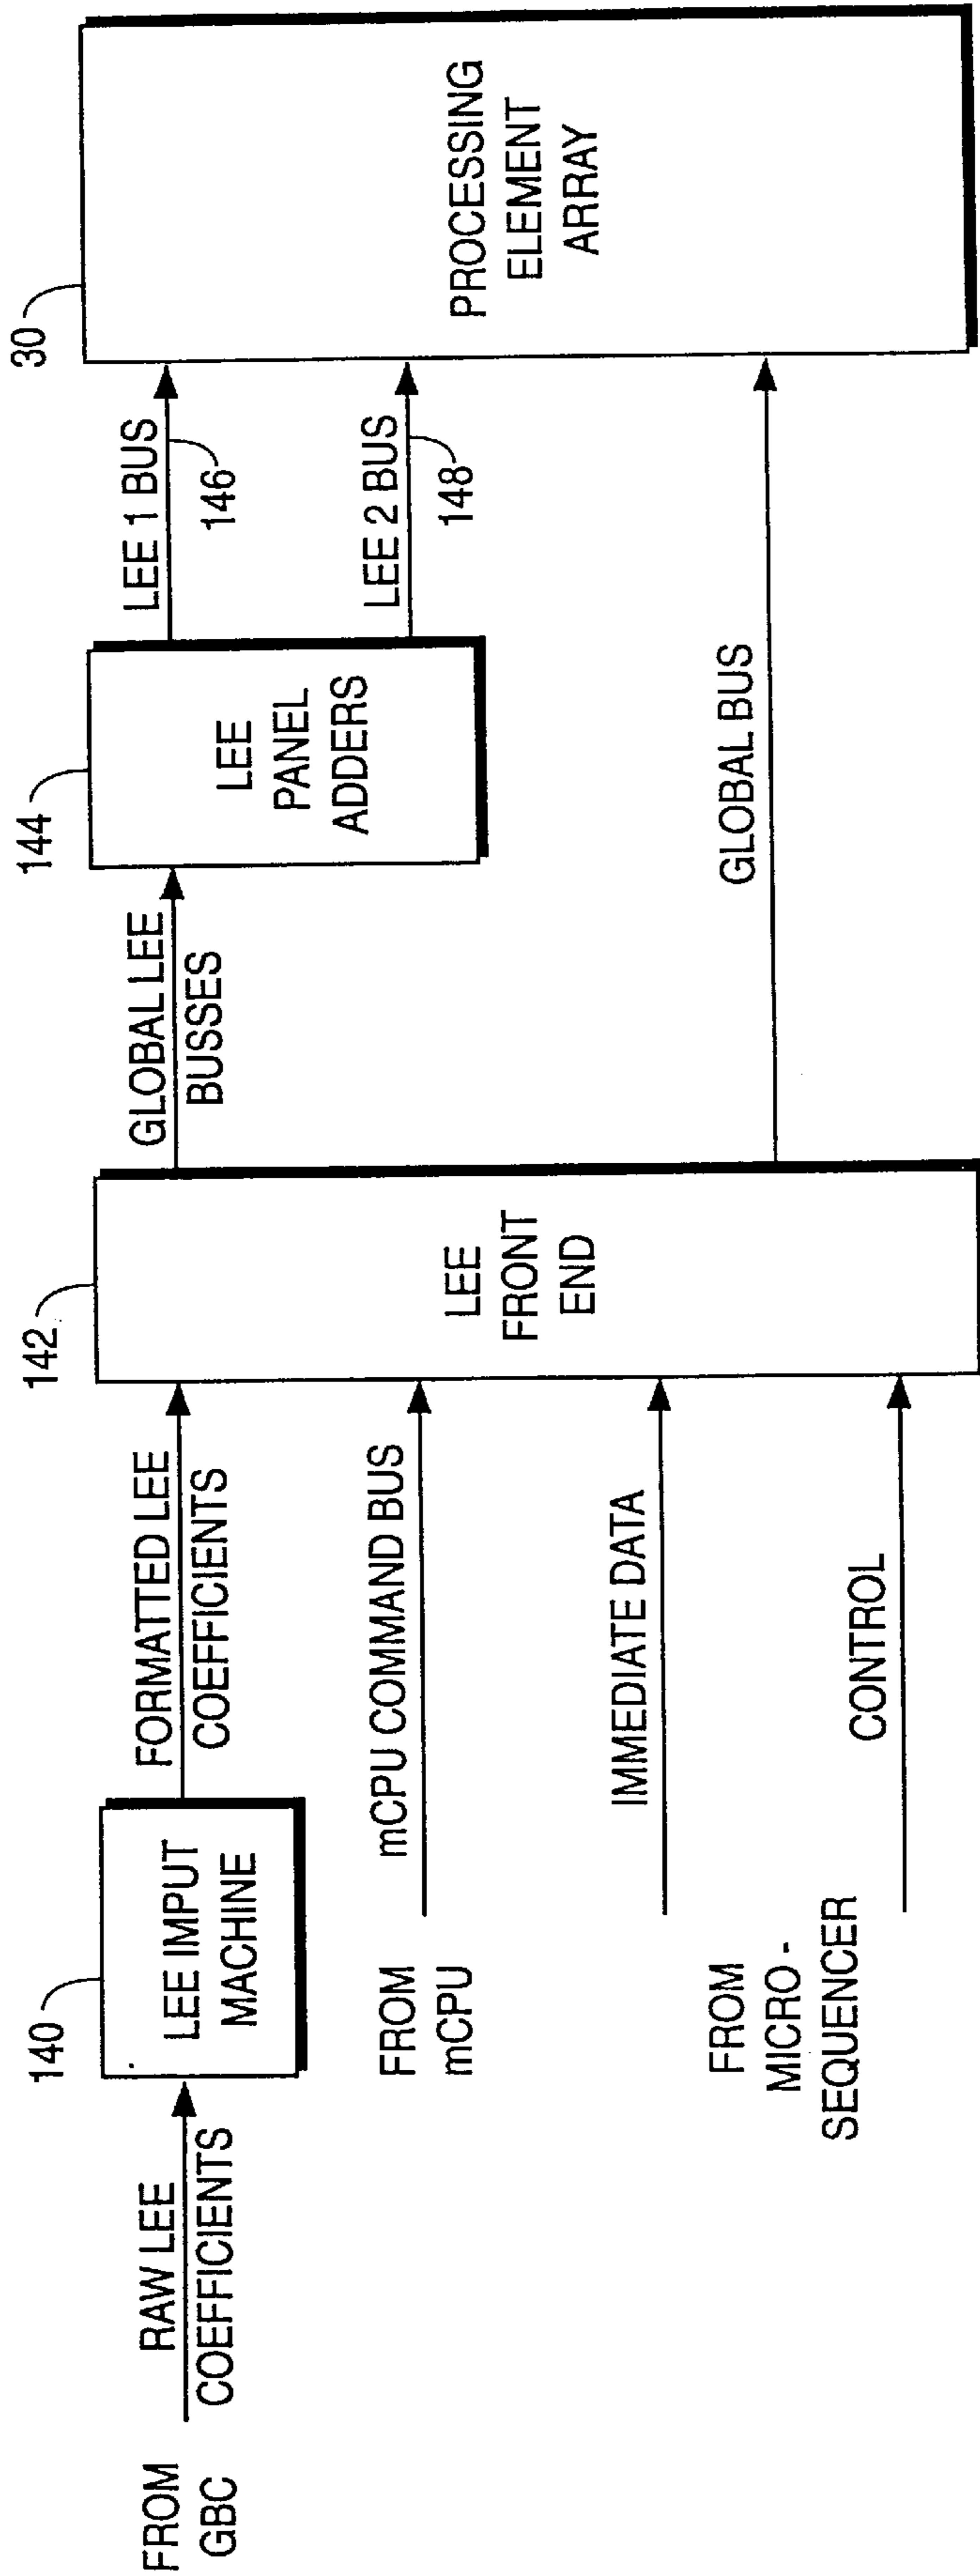 FROM
GBC
RAW LEE
COEFFICIENTS
140
LEE IMPUT
MACHINE
FORMATTED LEE
COEFFICIENTS
FROM
mCPU
mCPU COMMAND BUS
IMMEDIATE DATA
FROM
MICRO-
SEQUENCER
CONTROL
142
LEE
FRONT
END
GLOBAL LEE
BUSSES
144
LEE
PANEL
ADDERS
LEE 1 BUS
146
LEE 2 BUS
148
GLOBAL BUS
30
PROCESSING
ELEMENT
ARRAY